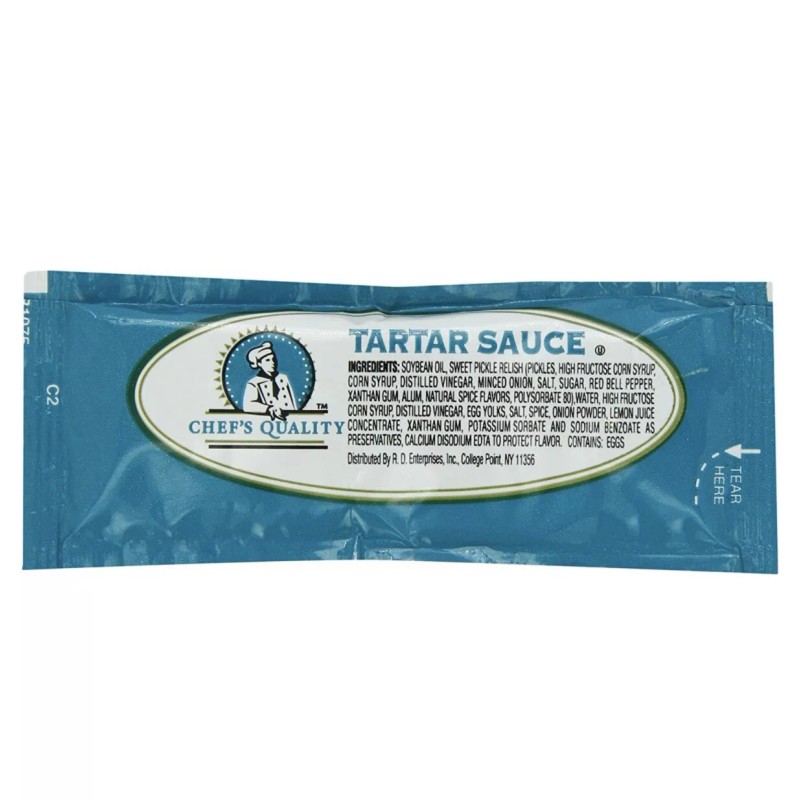 TARTAR SAUCE Ⓤ
INGREDIENTS: SOYBEAN OIL, SWEET PICKLE RELISH (PICKLES, HIGH FRUCTOSE CORN SYRUP,
CORN SYRUP, DISTILLED VINEGAR, MINCED ONION, SALT, SUGAR, RED BELL PEPPER,
XANTHAN GUM, ALUM, NATURAL SPICE FLAVORS, POLYSORBATE 80), WATER, HIGH FRUCTOSE
CORN SYRUP, DISTILLED VINEGAR, EGG YOLKS, SALT, SPICE, ONION POWDER, LEMON JUICE
CONCENTRATE, XANTHAN GUM, POTASSIUM SORBATE AND SODIUM BENZOATE AS
PRESERVATIVES, CALCIUM DISODIUM EDTA TO PROTECT FLAVOR. CONTAINS: EGGS
Distributed By R. D. Enterprises, Inc., College Point, NY 11356
TM
CHEF'S QUALITY
C2
TEAR
HERE